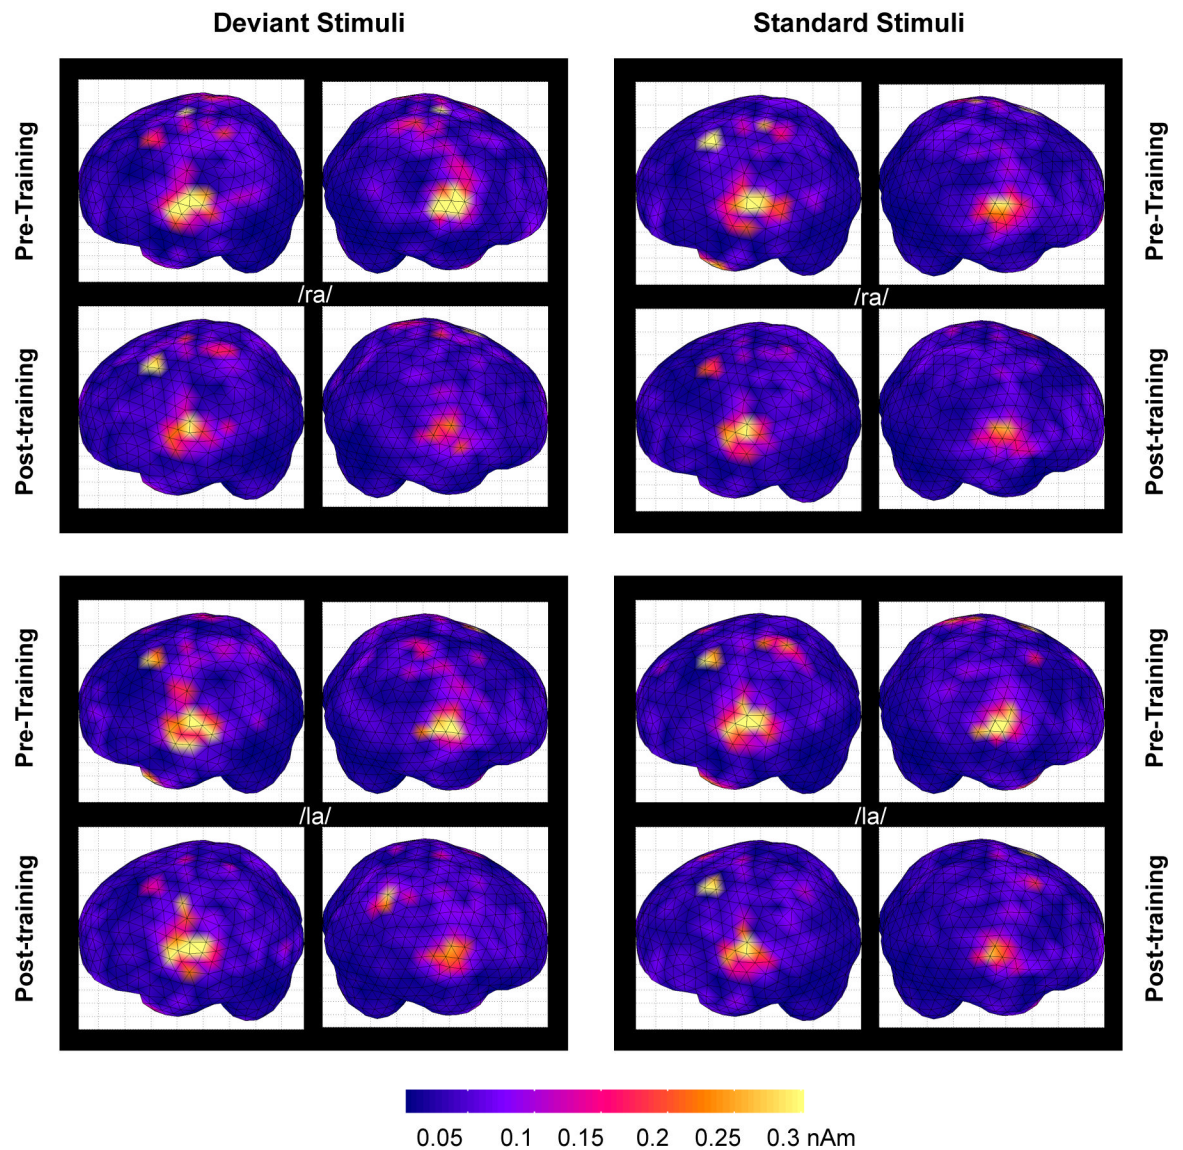 Deviant Stimuli
Standard Stimuli
Pre-Training
Pre-Training
/ra/
/ra/
Post-training
Post-training
Pre-Training
Pre-Training
/la/
/la/
Post-training
Post-training
0.05 0.1 0.15 0.2 0.25 0.3 nAm